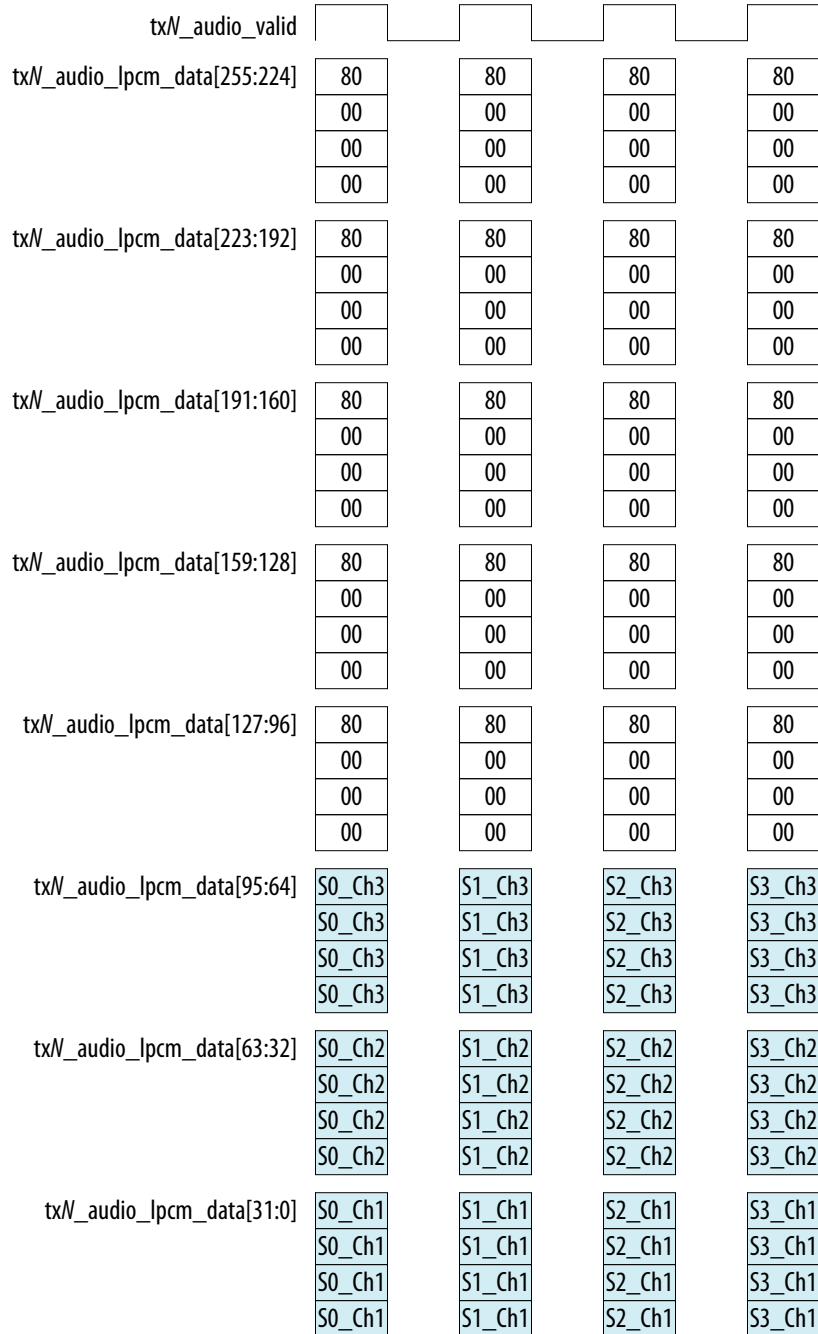 txN_audio_valid
txN_audio_lpcm_data[255:224] 80 80 80 80
00 00 00 00
00 00 00 00
00 00 00 00
txN_audio_lpcm_data[223:192] 80 80 80 80
00 00 00 00
00 00 00 00
00 00 00 00
txN_audio_lpcm_data[191:160] 80 80 80 80
00 00 00 00
00 00 00 00
00 00 00 00
txN_audio_lpcm_data[159:128] 80 80 80 80
00 00 00 00
00 00 00 00
00 00 00 00
txN_audio_lpcm_data[127:96] 80 80 80 80
00 00 00 00
00 00 00 00
00 00 00 00
txN_audio_lpcm_data[95:64] S0_Ch3 S1_Ch3 S2_Ch3 S3_Ch3
S0_Ch3 S1_Ch3 S2_Ch3 S3_Ch3
S0_Ch3 S1_Ch3 S2_Ch3 S3_Ch3
S0_Ch3 S1_Ch3 S2_Ch3 S3_Ch3
txN_audio_lpcm_data[63:32] S0_Ch2 S1_Ch2 S2_Ch2 S3_Ch2
S0_Ch2 S1_Ch2 S2_Ch2 S3_Ch2
S0_Ch2 S1_Ch2 S2_Ch2 S3_Ch2
S0_Ch2 S1_Ch2 S2_Ch2 S3_Ch2
txN_audio_lpcm_data[31:0] S0_Ch1 S1_Ch1 S2_Ch1 S3_Ch1
S0_Ch1 S1_Ch1 S2_Ch1 S3_Ch1
S0_Ch1 S1_Ch1 S2_Ch1 S3_Ch1
S0_Ch1 S1_Ch1 S2_Ch1 S3_Ch1